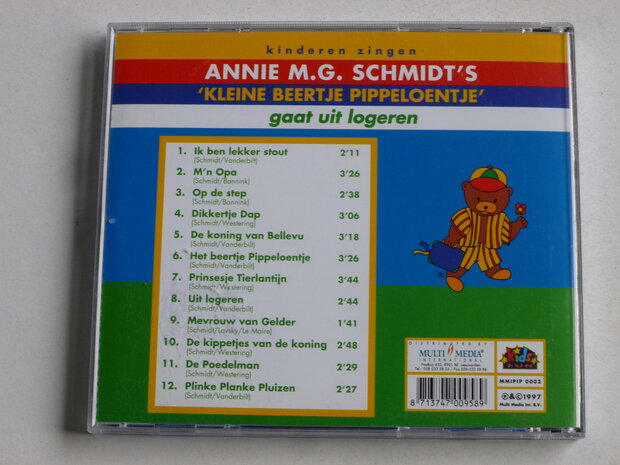 kinderen zingen
ANNIE M.G. SCHMIDT'S
'KLEINE BEERTJE PIPPELOENTJE'
gaat uit logeren
1. Ik ben lekker stout 2'11
(Schmidt/Vanderbilt)
2. M'n Opa 3'26
(Schmidt/Bannink)
3. Op de step 2'38
(Schmidt/Bannink)
4. Dikkertje Dap 3'06
(Schmidt/Westering)
5. De koning van Bellevu 3'18
(Schmidt/Vanderbilt)
6. Het beertje Pippeloentje 3'26
(Schmidt/Vanderbilt)
7. Prinsesje Tierlantijn 3'44
(Schmidt/Westering)
8. Uit logeren 2'44
(Schmidt/Vanderbilt)
9. Mevrouw van Gelder 1'41
(Schmidt/Lavsky/Le Maire)
10. De kippetjes van de koning 2'48
(Schmidt/Westering)
11. De Poedelman 2'29
(Schmidt/Westering)
12. Plinke Planke Pluizen 2'27
(Schmidt/Vanderbilt)
DISTRIBUTED BY
MULTI MEDIA
INTERNATIONAL
8 713747 009589
Kids FUN
MMIPIP 0002
℗&©1997
Multi Media Int. B.V.